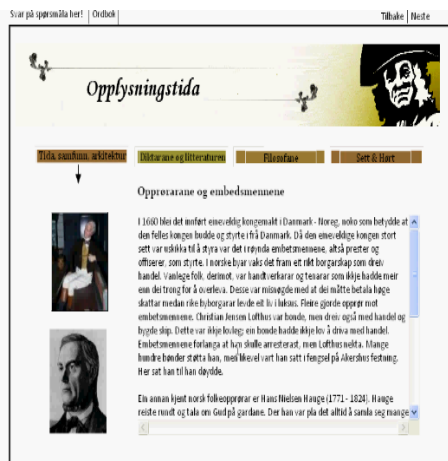 Svar på spørsmåla her! Ordbok Tilbake Neste
Opplysningstida
Tida, samfunn, arkitektur Diktarane og litteraturen Filosofane Sett & Hørt
Opprørarane og embedsmennene
I 1660 blei det innført eineveldig kongemakt i Danmark - Noreg, noko som betydde at
den felles kongen budde og styrte i frå Danmark. Då den eineveldige kongen stort
sett var uskikka til å styra var det i røynda embetsmennene, altså prester og
offiserer, som styrte. I norske byar vaks det fram eit rikt borgarskap som dreiv
handel. Vanlege folk, derimot, var handtverkarar og tenarar som ikkje hadde meir
enn dei trong for å overleva. Desse var misnøgde med at dei måtte betala høge
skattar medan rike byborgarar levde eit liv i luksus. Fleire gjorde opprør mot
embetsmennene. Christian Jensen Lofthus var bonde, men dreiv også med handel og
bygde skip. Dette var ikkje lovleg; ein bonde hadde ikkje lov å driva med handel.
Embetsmennene forlanga at han skulle arresterast, men Lofthus nekta. Mange
hundre bønder støtta han, men likevel vart han satt i fengsel på Akershus festning.
Her sat han til han døydde.
Ein annan kjent norsk folkeopprørar er Hans Nielsen Hauge (1771 - 1824). Hauge
reiste rundt og tala om Gud på gardane. Der han var pla det alltid å samla seg mange